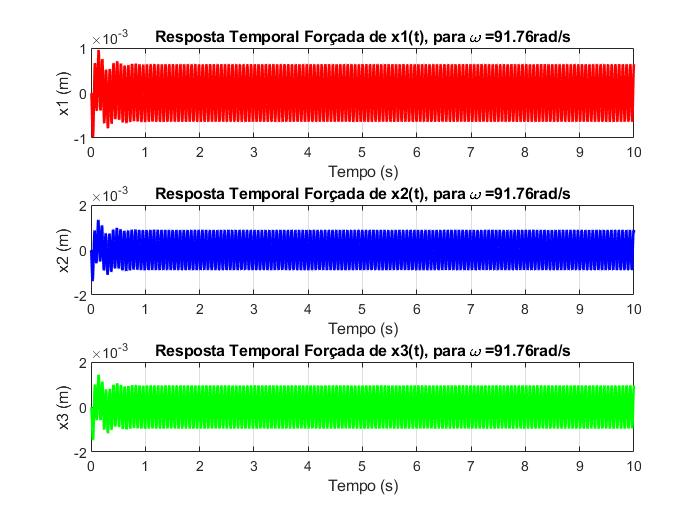 ×10-3
Resposta Temporal Forçada de x1(t), para ω =91.76rad/s
1
0
-1
x1 (m)
0 1 2 3 4 5 6 7 8 9 10
Tempo (s)
×10-3
Resposta Temporal Forçada de x2(t), para ω =91.76rad/s
2
0
-2
x2 (m)
0 1 2 3 4 5 6 7 8 9 10
Tempo (s)
×10-3
Resposta Temporal Forçada de x3(t), para ω =91.76rad/s
2
0
-2
x3 (m)
0 1 2 3 4 5 6 7 8 9 10
Tempo (s)